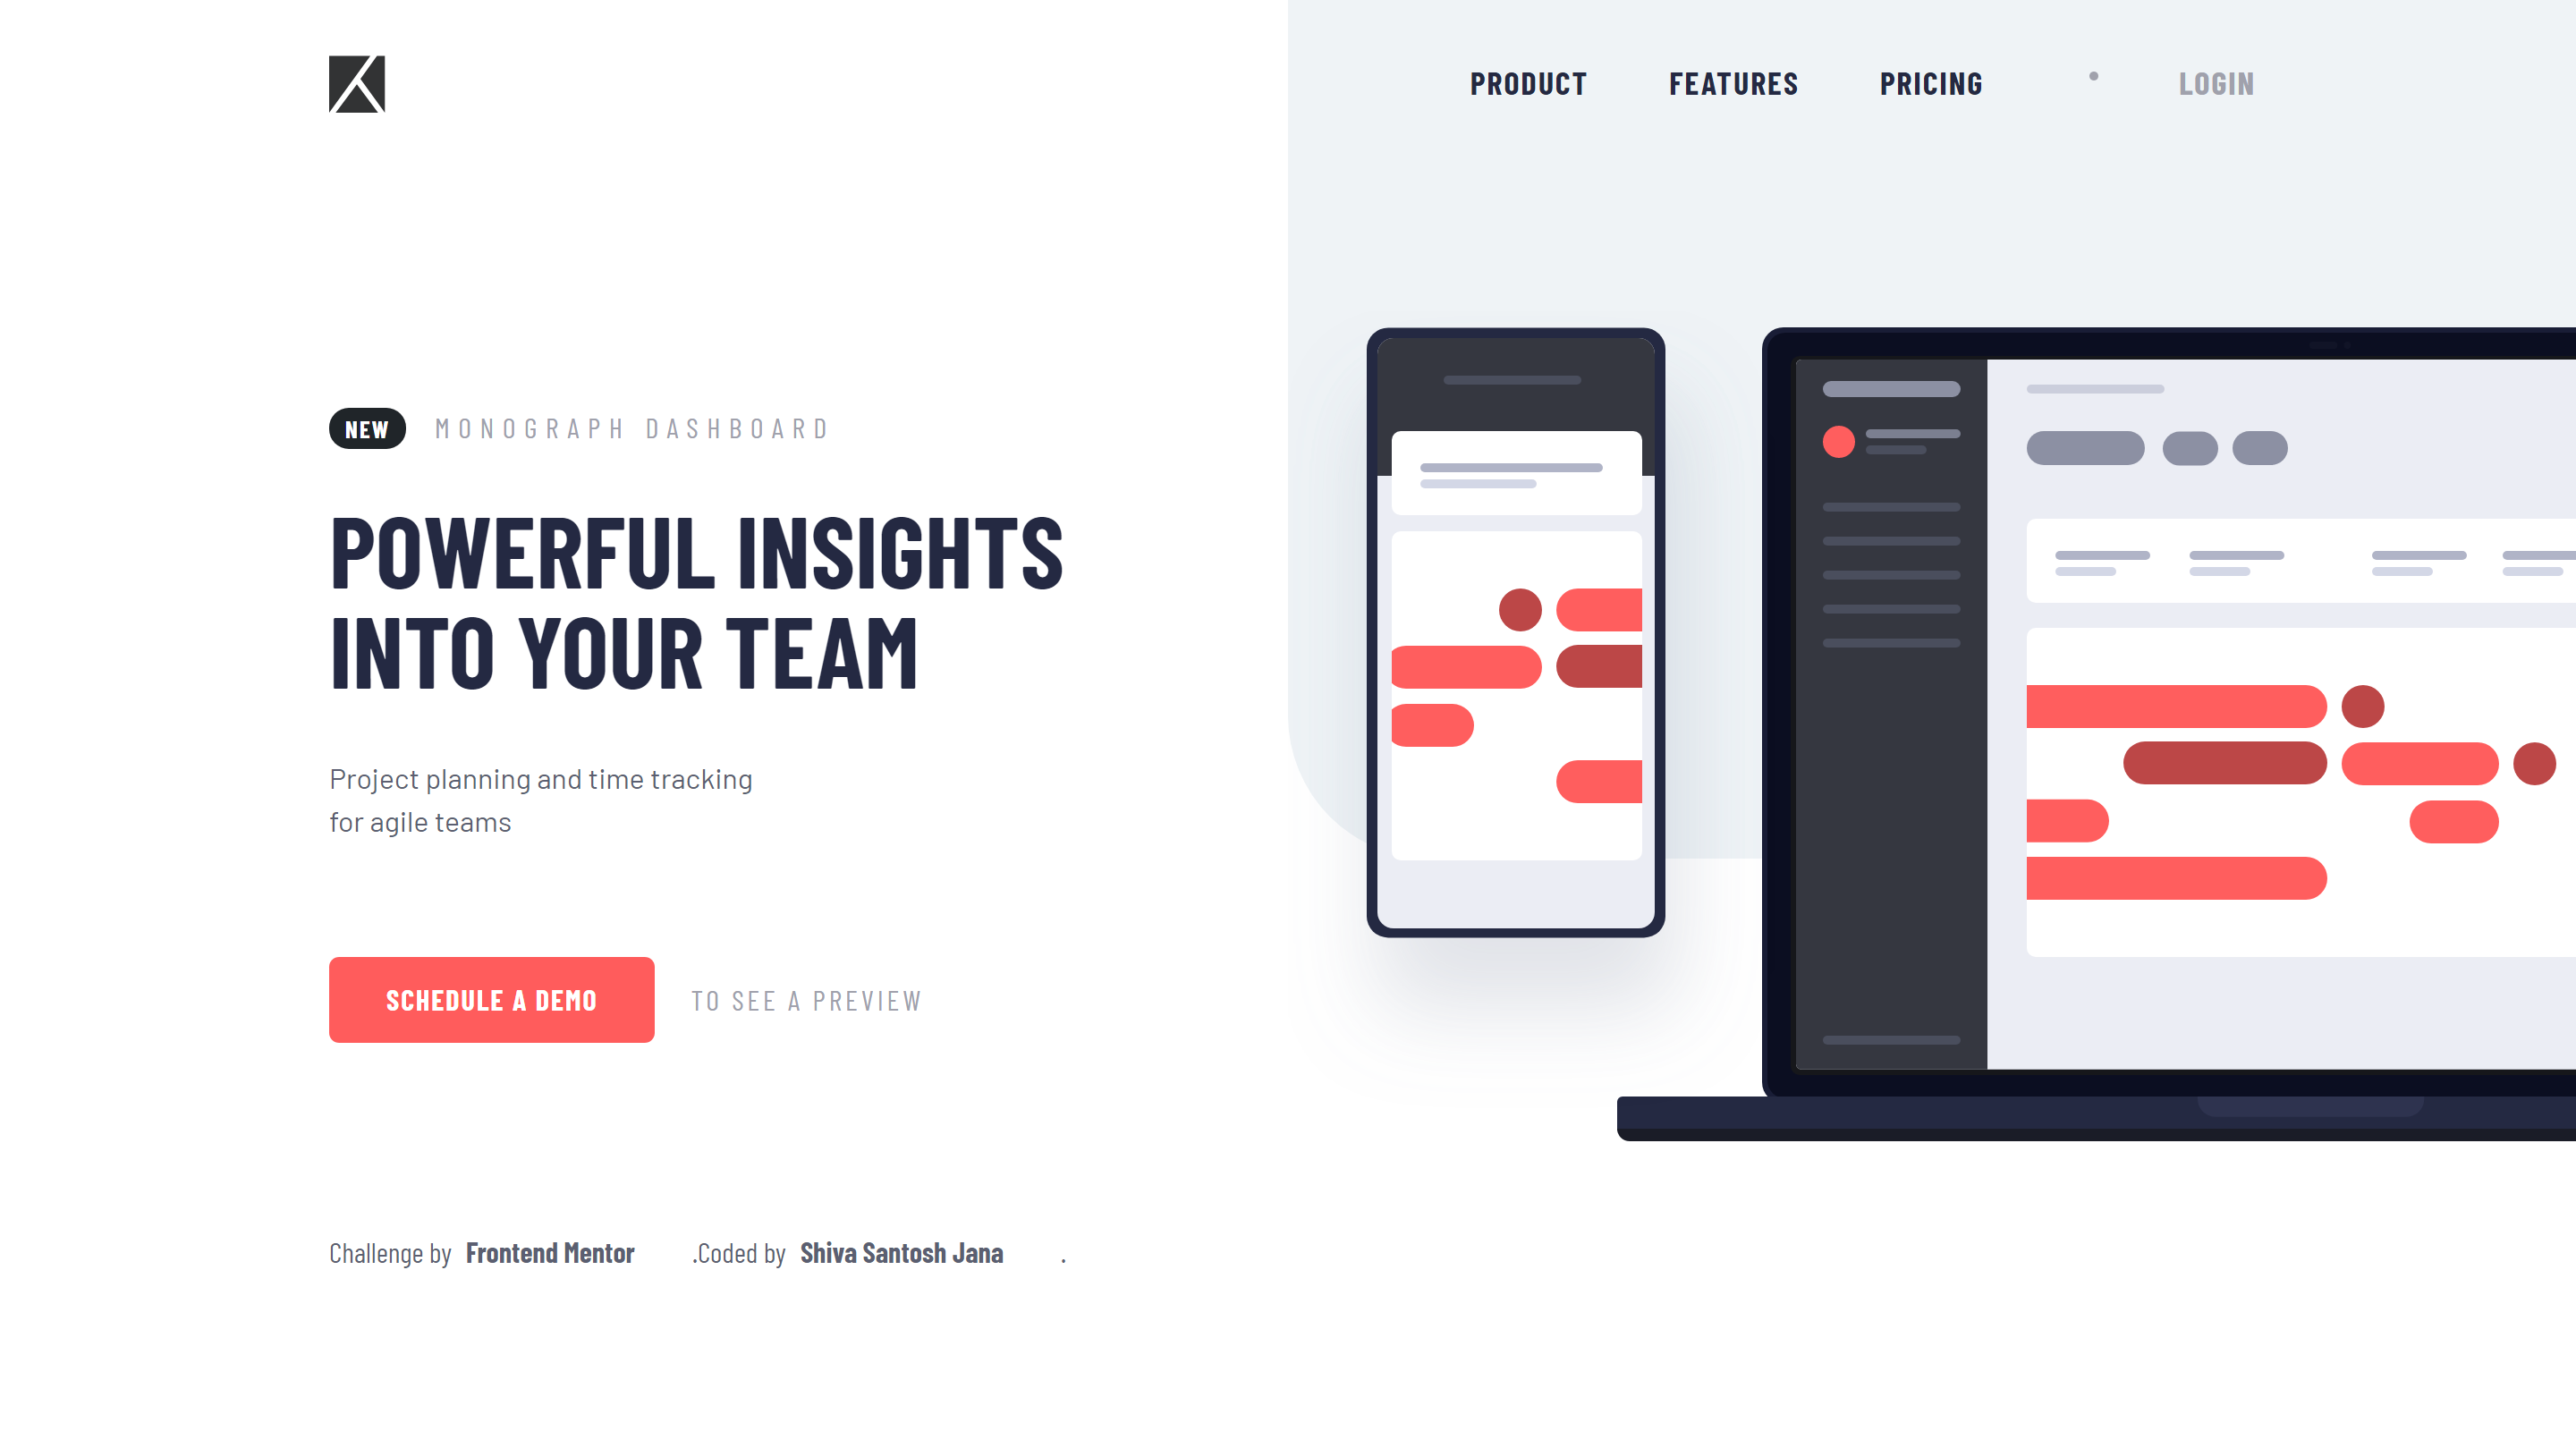 PRODUCT FEATURES PRICING • LOGIN
NEW MONOGRAPH DASHBOARD
POWERFUL INSIGHTS
INTO YOUR TEAM
Project planning and time tracking
for agile teams
SCHEDULE A DEMO TO SEE A PREVIEW
Challenge by Frontend Mentor .Coded by Shiva Santosh Jana .